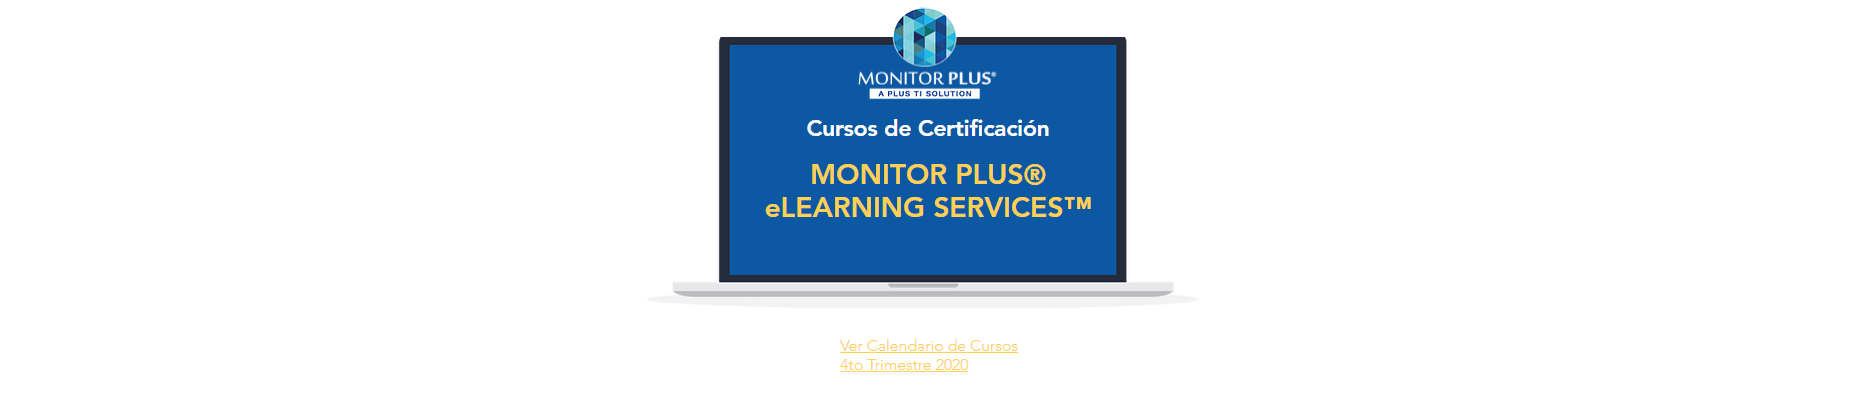 MONITOR PLUS®
A PLUS TI SOLUTION
Cursos de Certificación
MONITOR PLUS®
eLEARNING SERVICES™
Ver Calendario de Cursos
4to Trimestre 2020